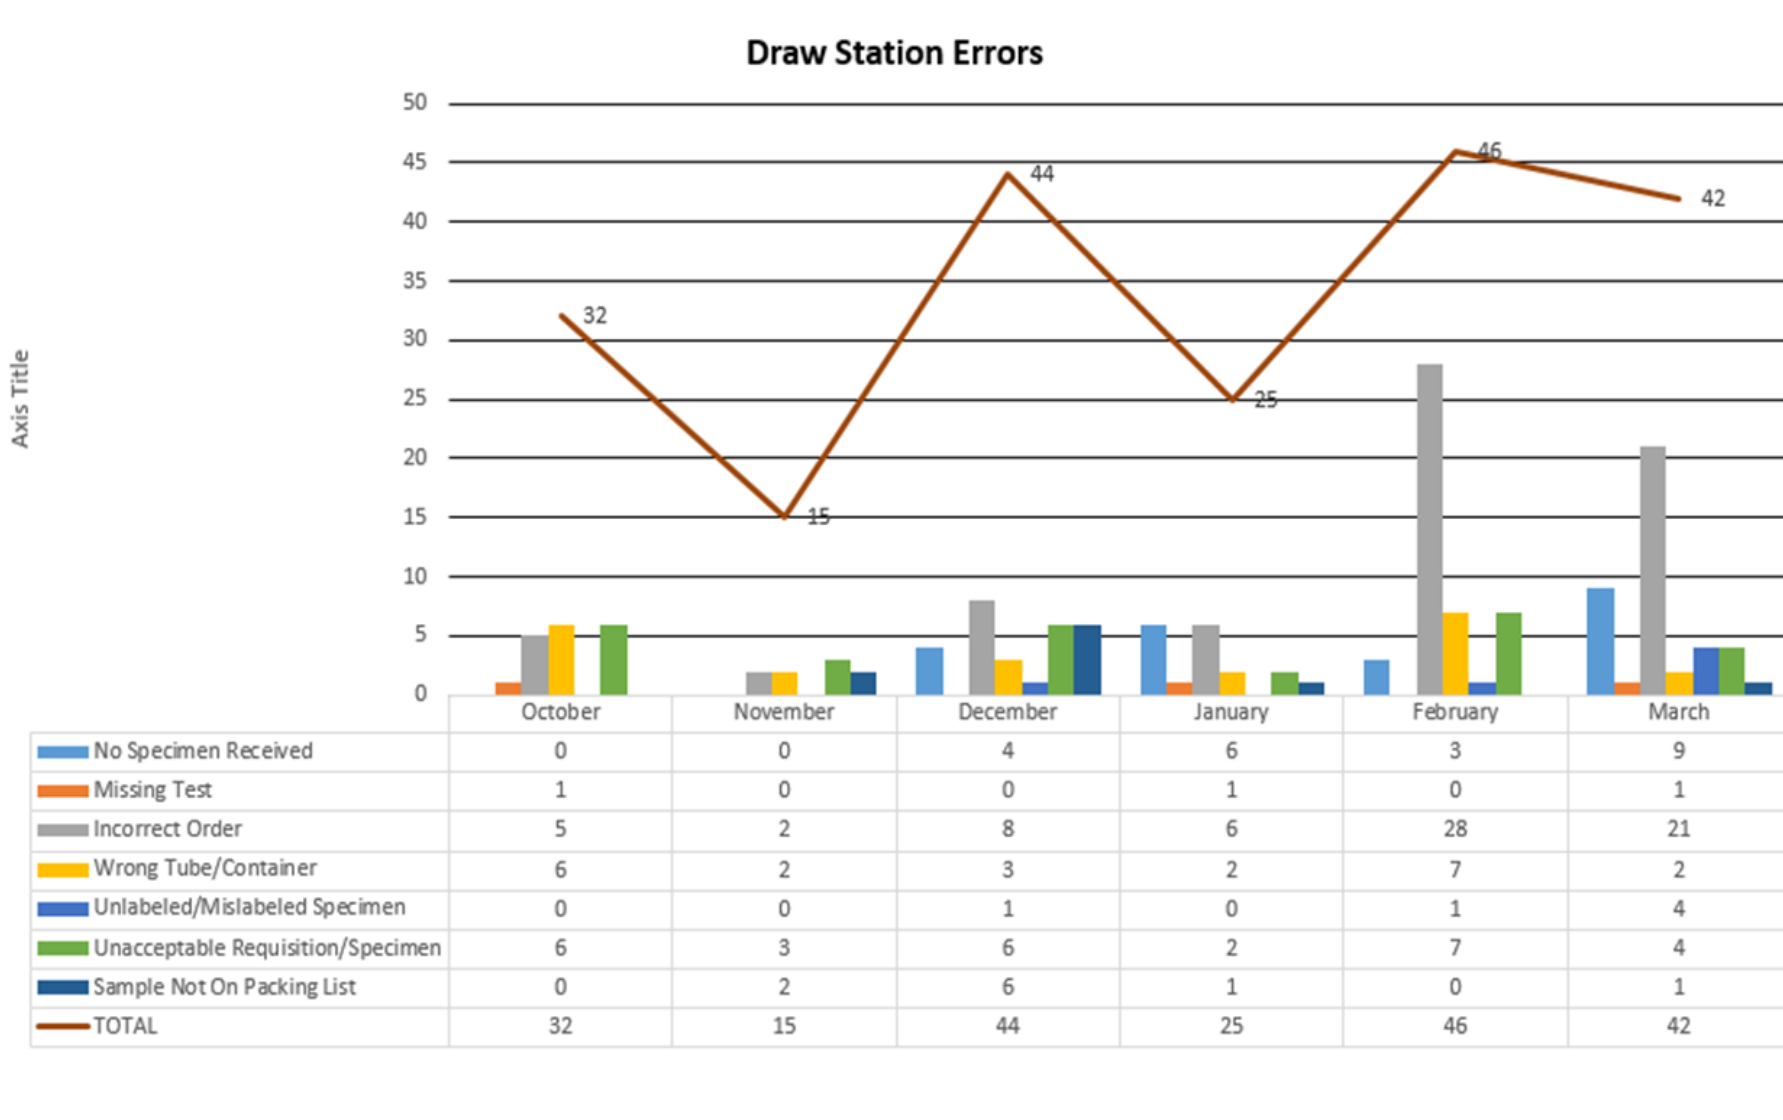 Draw Station Errors
50
45
40
35
30
25
20
15
10
5
0
Axis Title
32
15
44
25
46
42
October November December January February March
No Specimen Received 0 0 4 6 3 9
Missing Test 1 0 0 1 0 1
Incorrect Order 5 2 8 6 28 21
Wrong Tube/Container 6 2 3 2 7 2
Unlabeled/Mislabeled Specimen 0 0 1 0 1 4
Unacceptable Requisition/Specimen 6 3 6 2 7 4
Sample Not On Packing List 0 2 6 1 0 1
TOTAL 32 15 44 25 46 42